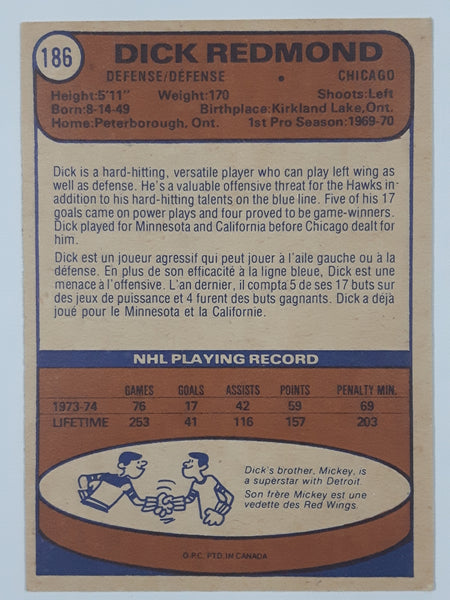 186
DICK REDMOND
DEFENSE/DÉFENSE • CHICAGO
Height:5'11" Weight:170 Shoots:Left
Born:8-14-49 Birthplace:Kirkland Lake,Ont.
Home:Peterborough, Ont. 1st Pro Season:1969-70
Dick is a hard-hitting, versatile player who can play left wing as
well as defense. He's a valuable offensive threat for the Hawks in-
addition to his hard-hitting talents on the blue line. Five of his 17
goals came on power plays and four proved to be game-winners.
Dick played for Minnesota and California before Chicago dealt for
him.
Dick est un joueur agressif qui peut jouer à l'aile gauche ou à la
défense. En plus de son efficacité à la ligne bleue, Dick est une
menace à l'offensive. L'an dernier, il compta 5 de ses 17 buts sur
des jeux de puissance et 4 furent des buts gagnants. Dick a déjà
joué pour le Minnesota et la Californie.
NHL PLAYING RECORD
GAMES GOALS ASSISTS POINTS PENALTY MIN.
1973-74 76 17 42 59 69
LIFETIME 253 41 116 157 203
Dick's brother, Mickey, is
a superstar with Detroit.
Son frère Mickey est une
vedette des Red Wings.
O.P.C. PTD. IN CANADA